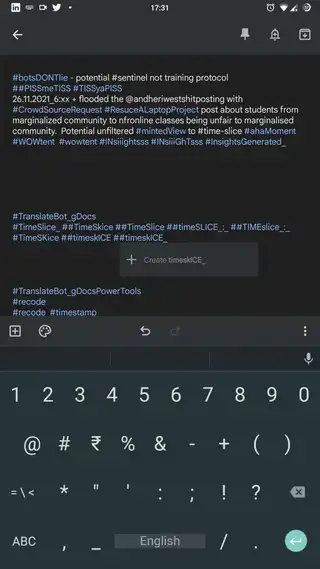 17:31
#botsDONTlie - potential #sentinel not training protocol
##PISSmeTISS #TISSyaPISS
26.11.2021_6:xx + flooded the @andheriwestshitposting with
#CrowdSourceRequest #ResuceALaptopProject post about students from
marginalized community to nfronline classes being unfair to marginalised
community. Potential unfiltered #mintedView to #time-slice #ahaMoment
#WOWtent #wowtent #INsiiightsss #INsiiGhTsss #InsightsGenerated_
#TranslateBot_gDocs
#TimeSlice_ ##TimeSkice ##TimeSlice ##timeSLICE_:_ ##TIMEslice_:_
#TimeSKice ##timeskICE ##timeskICE_
+ Create timeskICE_
#TranslateBot_gDocsPowerTools
#recode
#recode #timestamp
1 2 3 4 5 6 7 8 9 0
@ # ₹ % & - + ( )
=\< * " ' : ; ! ?
ABC , _ English / .